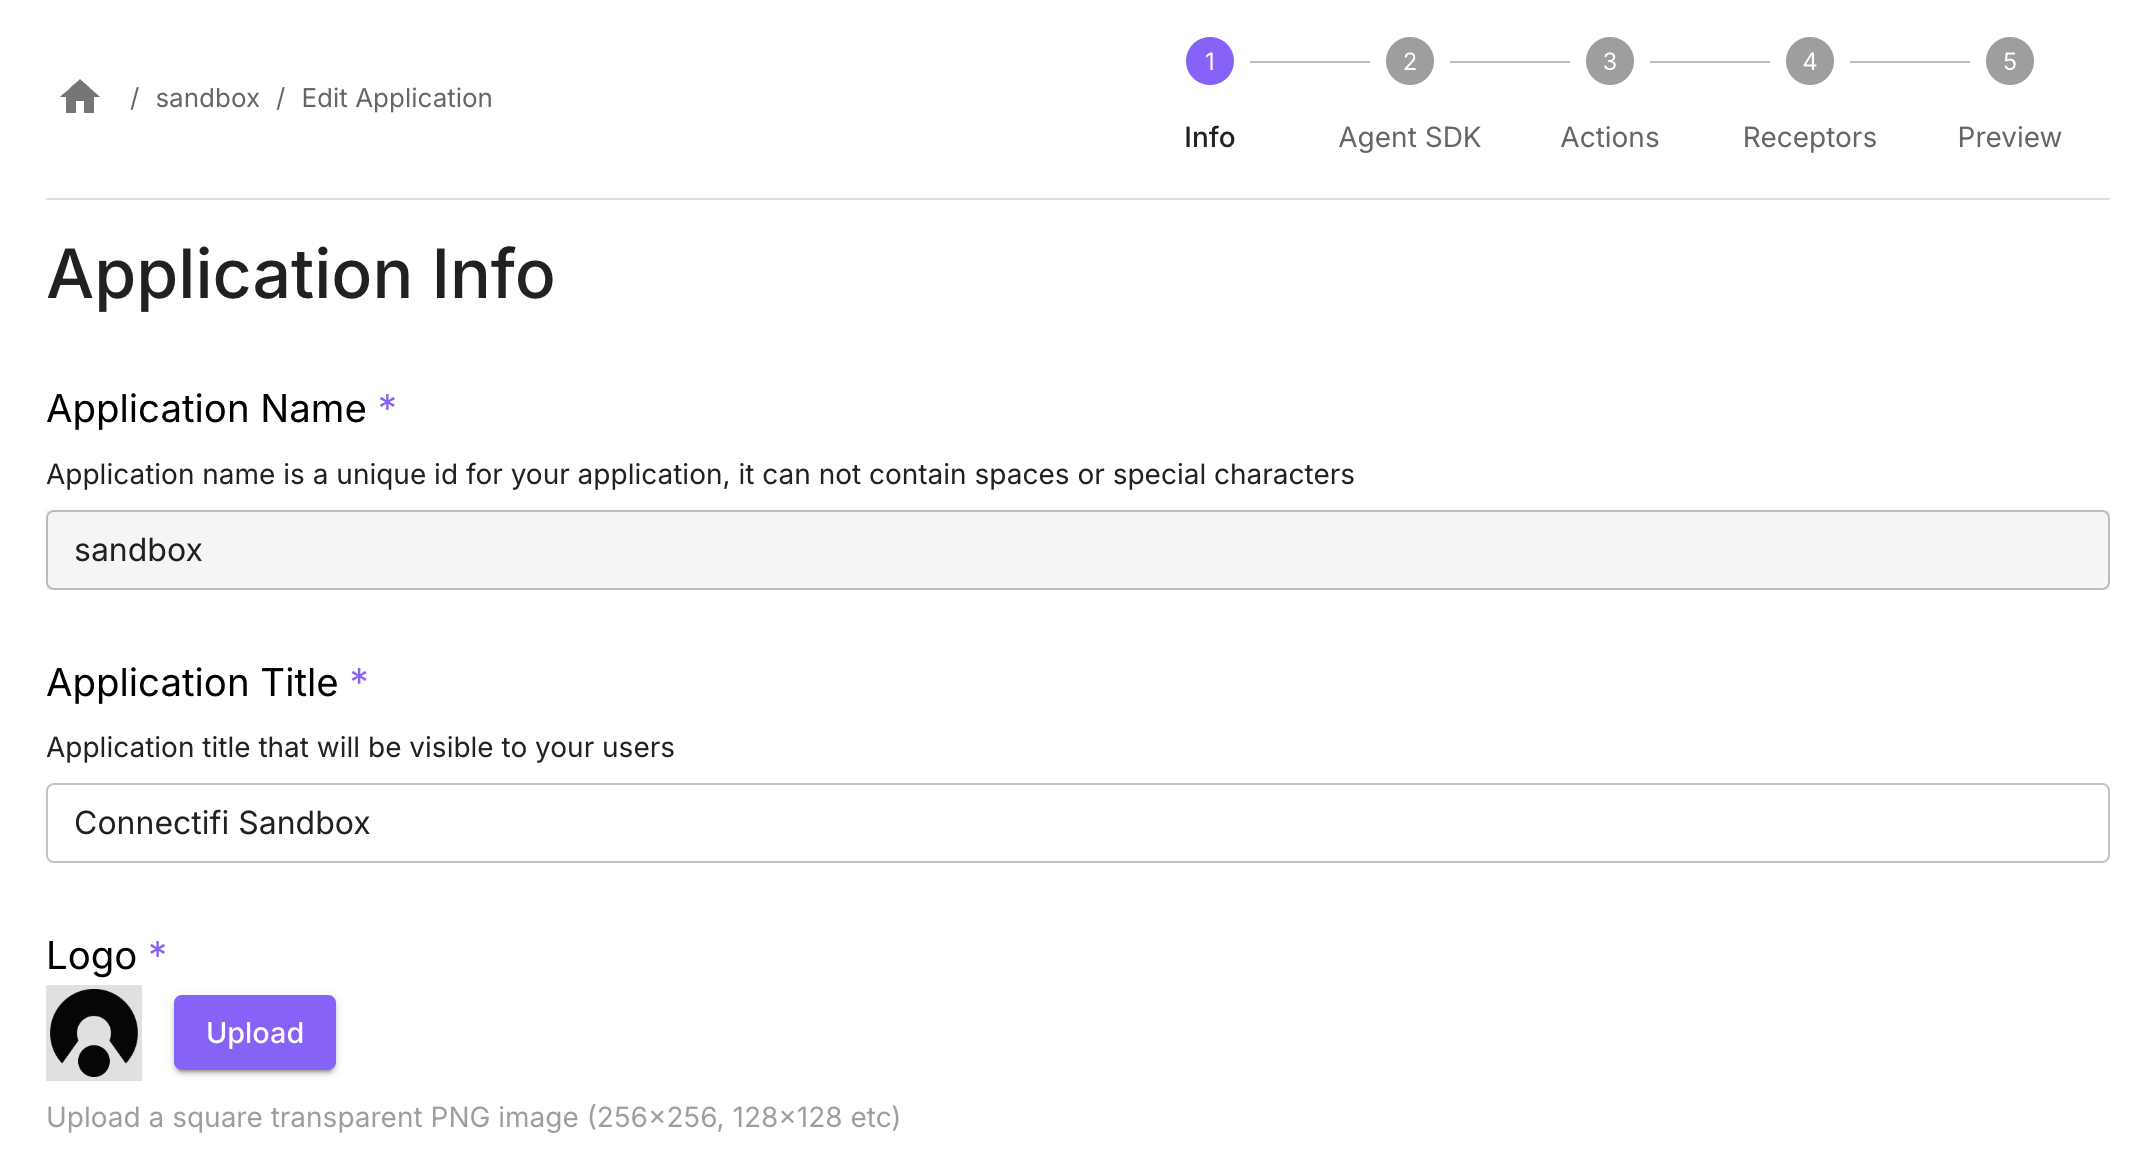 / sandbox / Edit Application
1 2 3 4 5
Info Agent SDK Actions Receptors Preview
Application Info
Application Name *
Application name is a unique id for your application, it can not contain spaces or special characters
sandbox
Application Title *
Application title that will be visible to your users
Connectifi Sandbox
Logo *
Upload
Upload a square transparent PNG image (256×256, 128×128 etc)